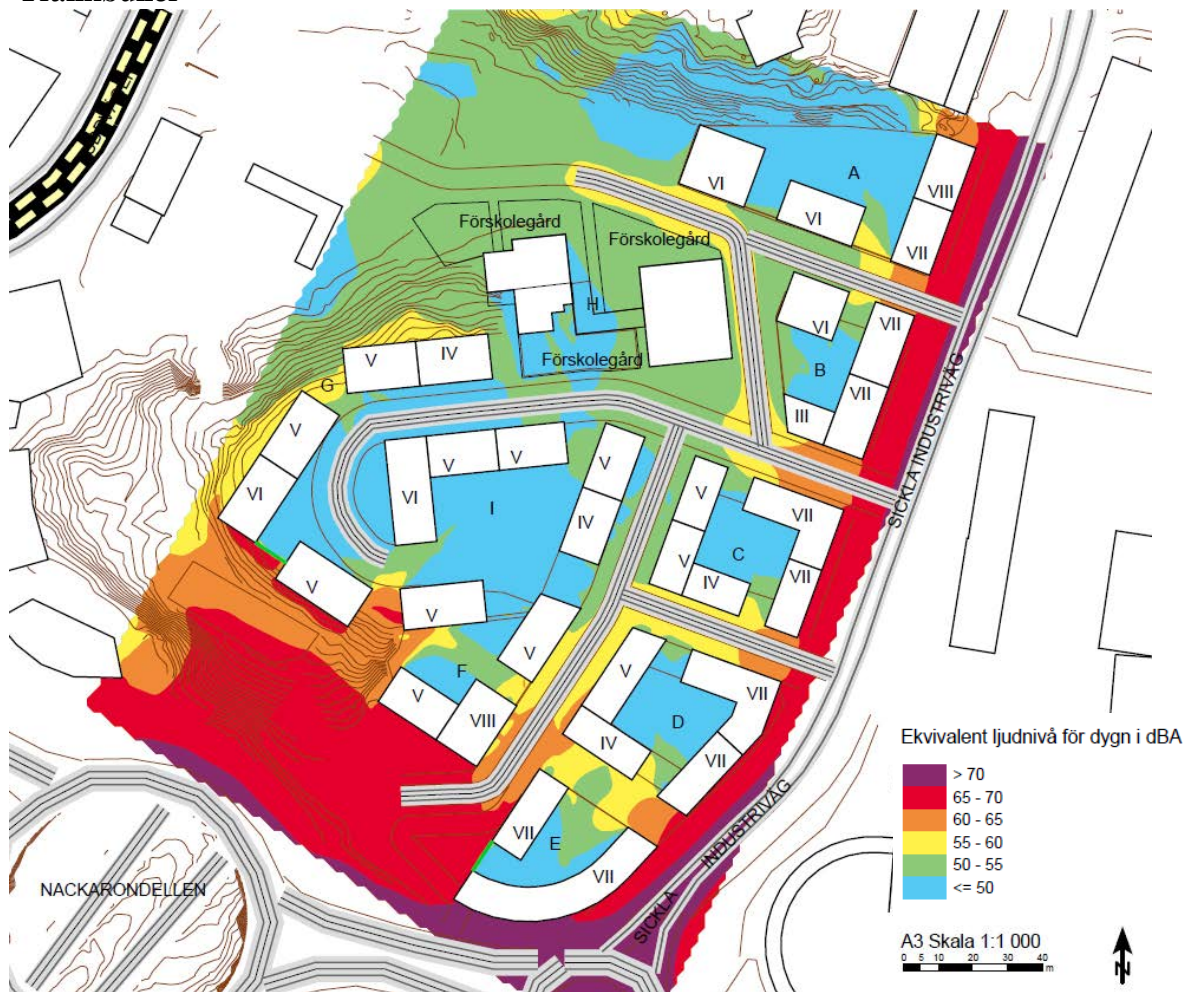 Förskolegård
Förskolegård
Förskolegård
A
VI
VI
VIII
VII
H
VI
VII
B
III
VII
V
IV
G
V
VI
V
V
VI
V
IV
I
V
V
V
V
VII
C
V
IV
VII
F
V
VIII
V
VII
D
IV
VII
VII
E
VII
SICKLA INDUSTRIVÄG
SICKLA
INDUSTRIVÄG
NACKARONDELLEN
Ekvivalent ljudnivå för dygn i dBA
> 70
65 - 70
60 - 65
55 - 60
50 - 55
<= 50
A3 Skala 1:1 000
0 5 10 20 30 40
m
N